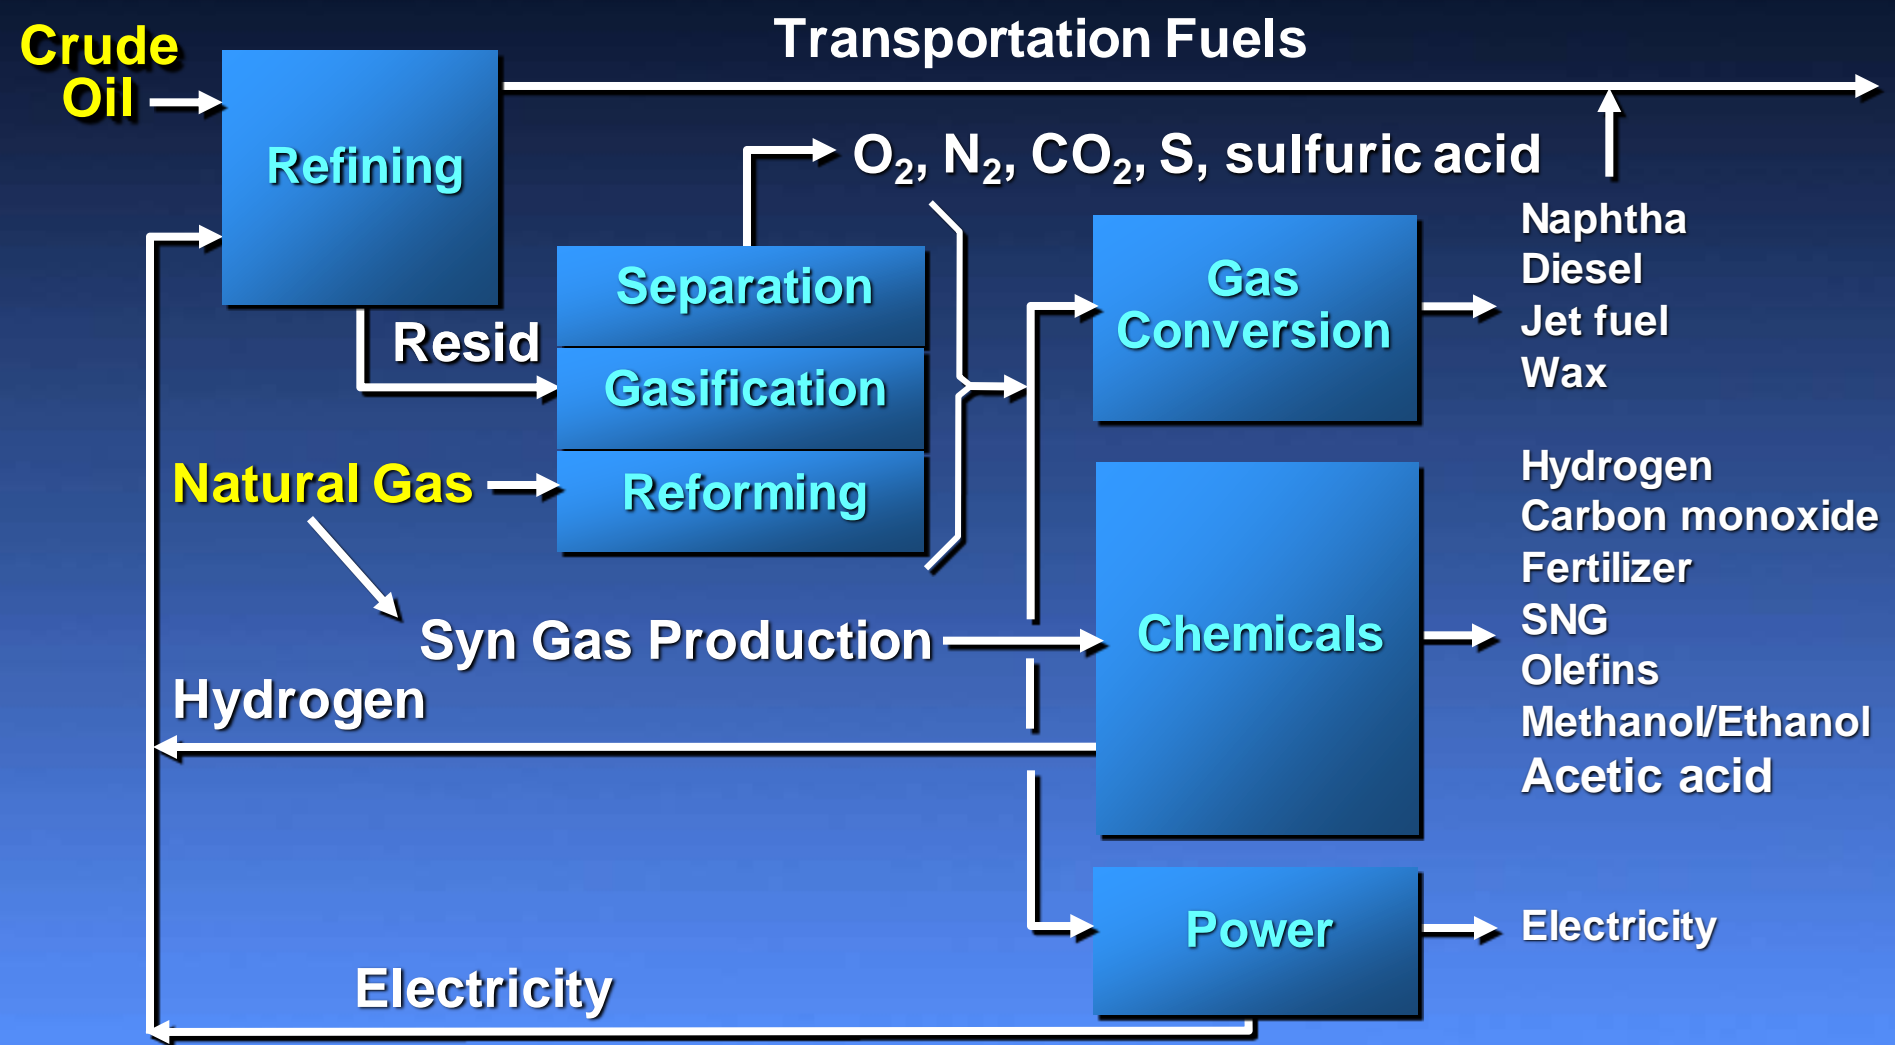 Crude
Oil
Transportation Fuels
Refining
O₂, N₂, CO₂, S, sulfuric acid
Separation
Gas
Conversion
Naphtha
Diesel
Jet fuel
Wax
Resid
Gasification
Natural Gas
Reforming
Hydrogen
Carbon monoxide
Fertilizer
SNG
Olefins
Methanol/Ethanol
Acetic acid
Chemicals
Syn Gas Production
Hydrogen
Power
Electricity
Electricity